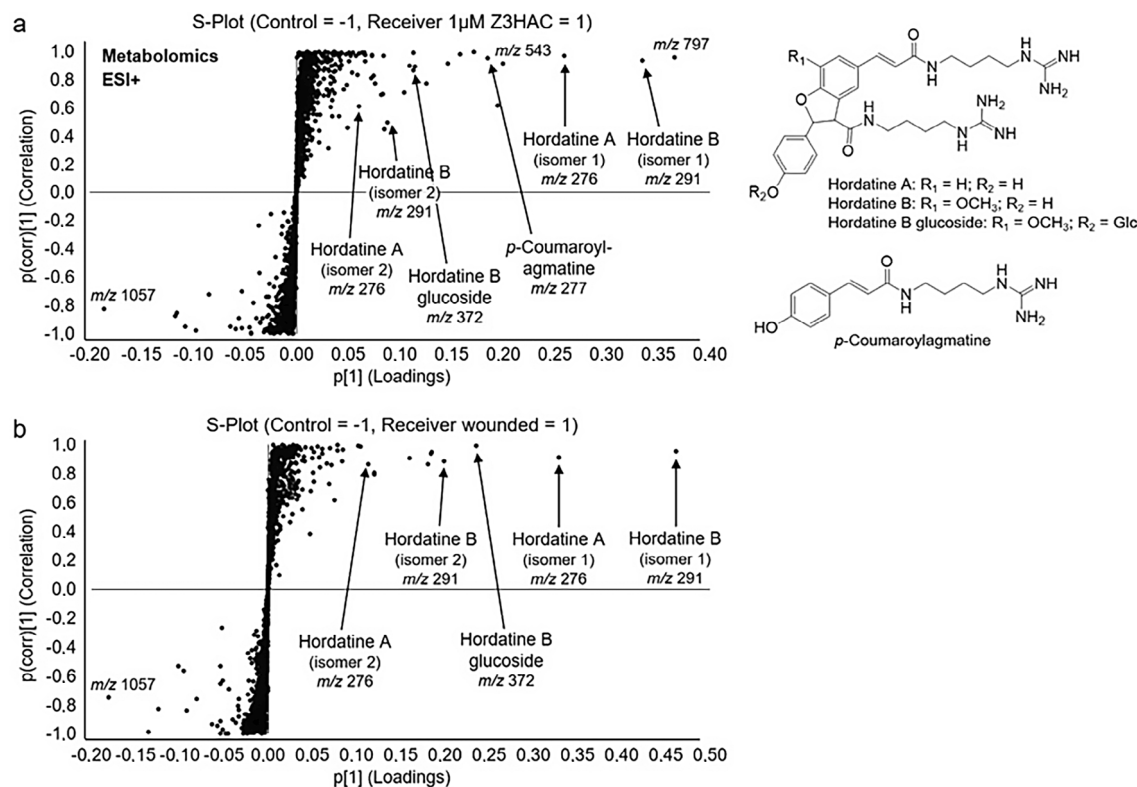 a
S-Plot (Control = -1, Receiver 1µM Z3HAC = 1)
Metabolomics
ESI+
p(corr)[1] (Correlation)
1.0
0.8
0.6
0.4
0.2
0.0
-0.2
-0.4
-0.6
-0.8
-1.0
m/z 543
m/z 797
Hordatine A
(isomer 1)
m/z 276
Hordatine B
(isomer 1)
m/z 291
Hordatine B
(isomer 2)
m/z 291
Hordatine A
(isomer 2)
m/z 276
Hordatine B
glucoside
m/z 372
p-Coumaroyl-
agmatine
m/z 277
m/z 1057
-0.20 -0.15 -0.10 -0.05 0.00 0.05 0.10 0.15 0.20 0.25 0.30 0.35 0.40
p[1] (Loadings)
R1
O
N
H
N
H
NH
NH2
O
O
N
H
N
H
NH2
NH
R2O
Hordatine A: R1 = H; R2 = H
Hordatine B: R1 = OCH3; R2 = H
Hordatine B glucoside: R1 = OCH3; R2 = Glc
HO
O
N
H
H
N
NH
NH2
p-Coumaroylagmatine
b
S-Plot (Control = -1, Receiver wounded = 1)
p(corr)[1] (Correlation)
1.0
0.8
0.6
0.4
0.2
0.0
-0.2
-0.4
-0.6
-0.8
-1.0
Hordatine B
(isomer 2)
m/z 291
Hordatine A
(isomer 1)
m/z 276
Hordatine B
(isomer 1)
m/z 291
Hordatine A
(isomer 2)
m/z 276
Hordatine B
glucoside
m/z 372
m/z 1057
-0.20 -0.15 -0.10 -0.05 0.00 0.05 0.10 0.15 0.20 0.25 0.30 0.35 0.40 0.45 0.50
p[1] (Loadings)